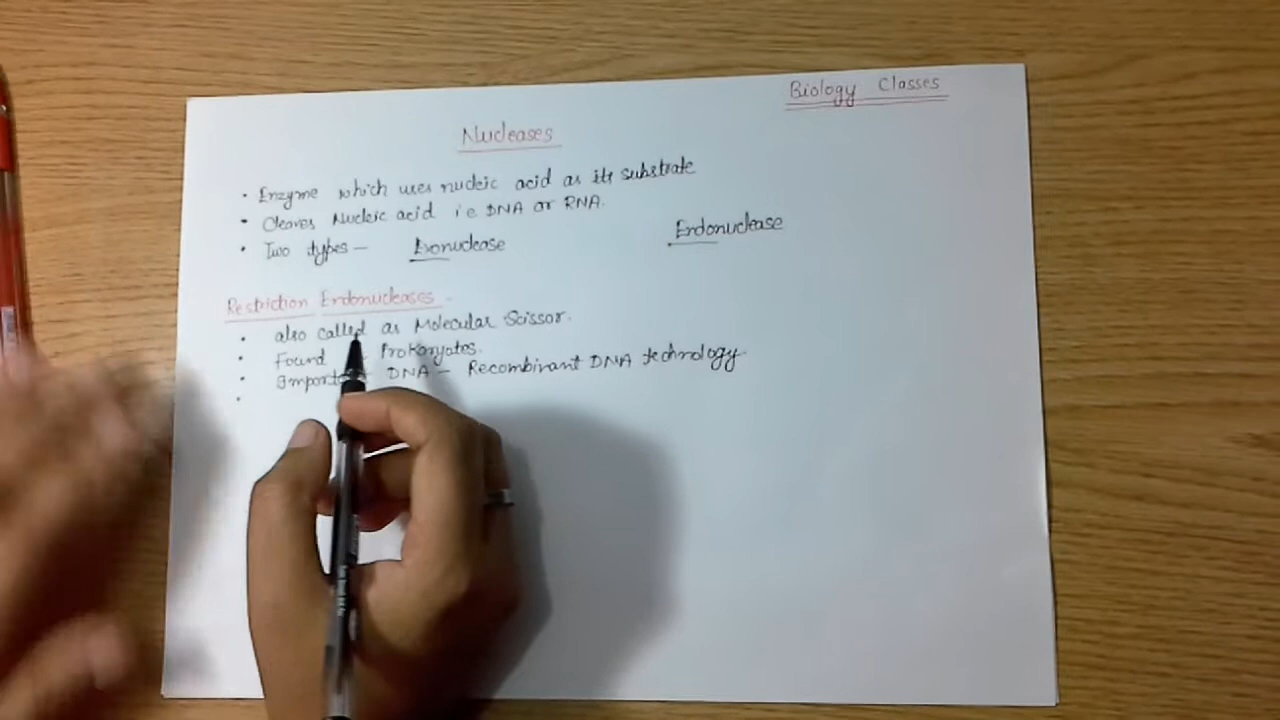 Biology Classes
Nucleases
• Enzyme which uses nucleic acid as its substrate
• Cleaves Nucleic acid i.e DNA or RNA.
• Two types — Exonuclease Endonuclease
Restriction Endonucleases -
• also called as Molecular Scissor.
• Found Prokaryotes.
• DNA - Recombinant DNA technology
•